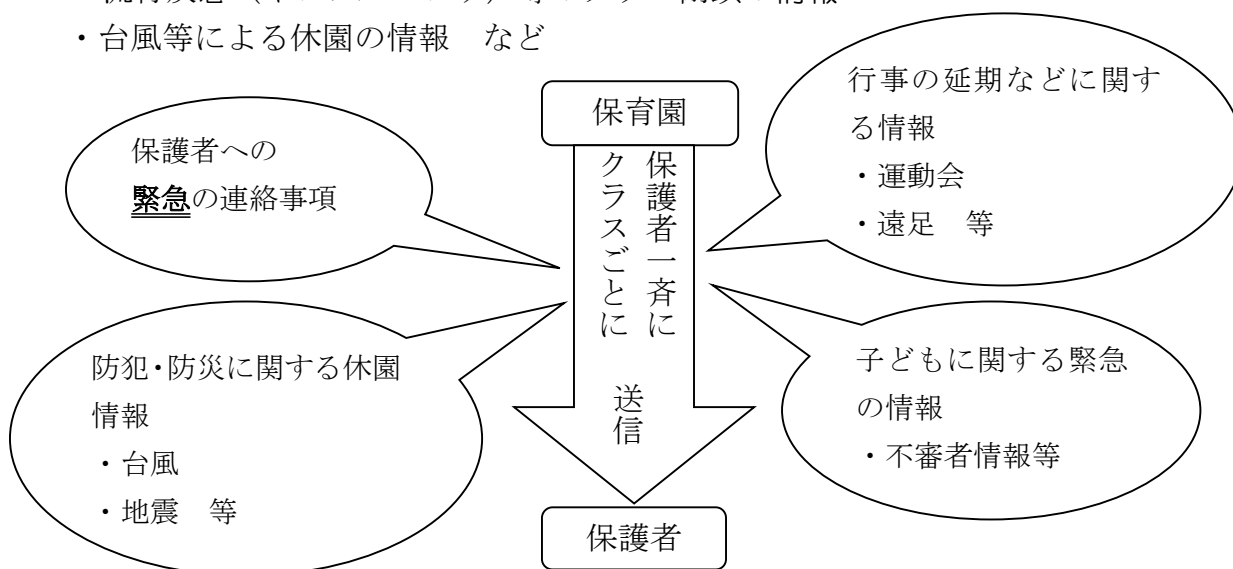 ・台風等による休園の情報　など
保育園
保護者への
緊急の連絡事項
行事の延期などに関す
る情報
・運動会
・遠足　等
保護者一斉に
クラスごとに
送信
防犯・防災に関する休園
情報
・台風
・地震　等
子どもに関する緊急
の情報
・不審者情報等
保護者